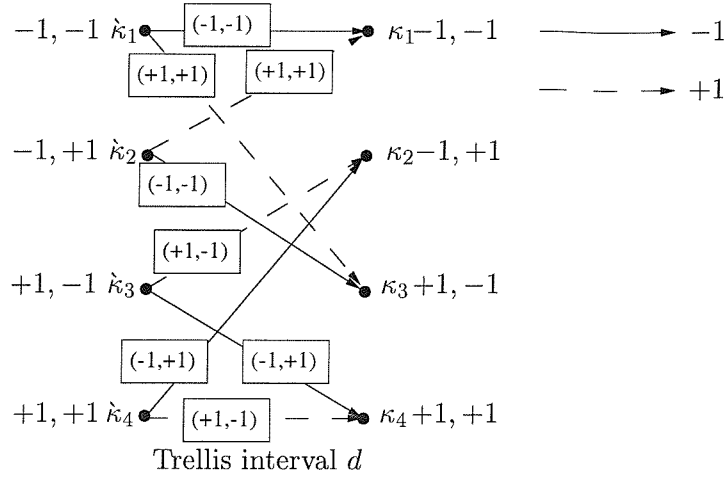 −1, −1 κ̀₁ (-1,-1) κ₁ −1, −1 −1
(+1,+1) (+1,+1) +1
−1, +1 κ̀₂ κ₂ −1, +1
(-1,-1)
(+1,-1)
+1, −1 κ̀₃ κ₃ +1, −1
(-1,+1) (-1,+1)
+1, +1 κ̀₄ (+1,-1) κ₄ +1, +1
Trellis interval d